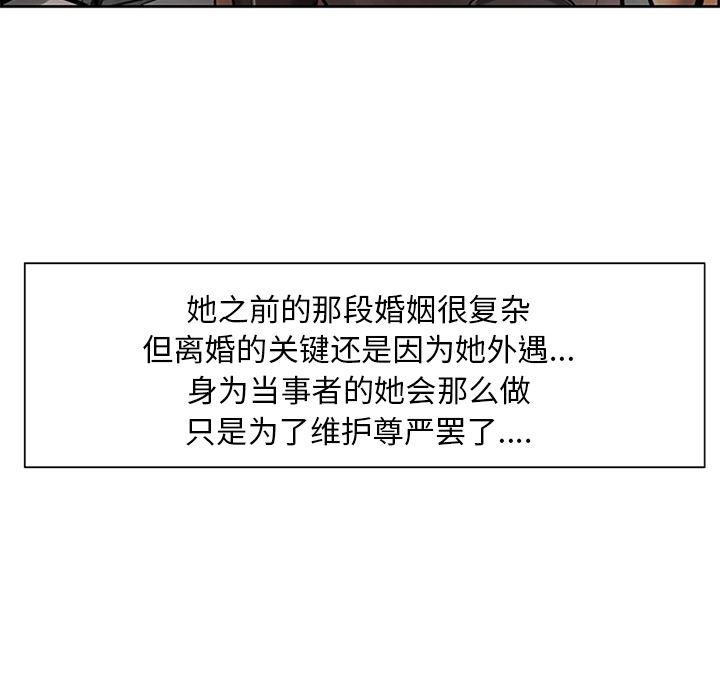 她之前的那段婚姻很复杂
但离婚的关键还是因为她外遇...
身为当事者的她会那么做
只是为了维护尊严罢了....